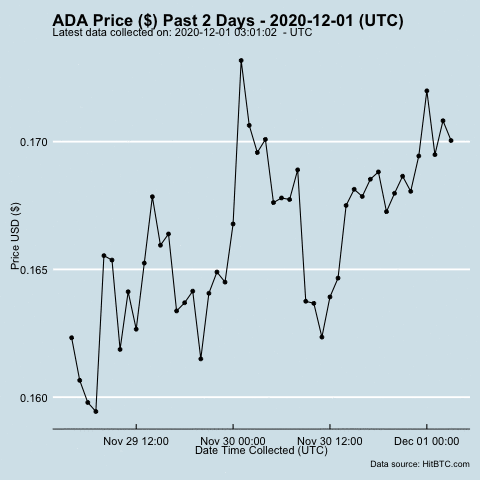 ADA Price ($) Past 2 Days - 2020-12-01 (UTC)
Latest data collected on: 2020-12-01 03:01:02  - UTC
0.170
0.165
0.160
Price USD ($)
Nov 29 12:00 Nov 30 00:00 Nov 30 12:00 Dec 01 00:00
Date Time Collected (UTC)
Data source: HitBTC.com